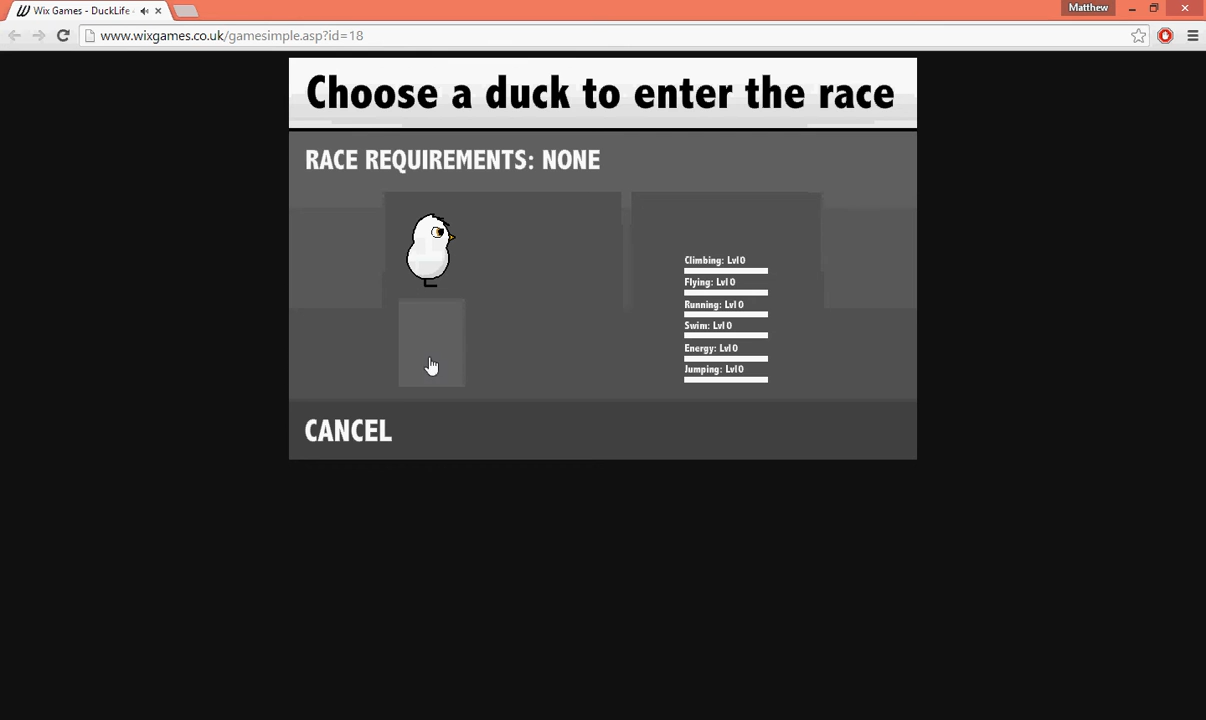 Wix Games - DuckLife -
Matthew
www.wixgames.co.uk/gamesimple.asp?id=18
Choose a duck to enter the race
RACE REQUIREMENTS: NONE
Climbing: Lvl 0
Flying: Lvl 0
Running: Lvl 0
Swim: Lvl 0
Energy: Lvl 0
Jumping: Lvl 0
CANCEL